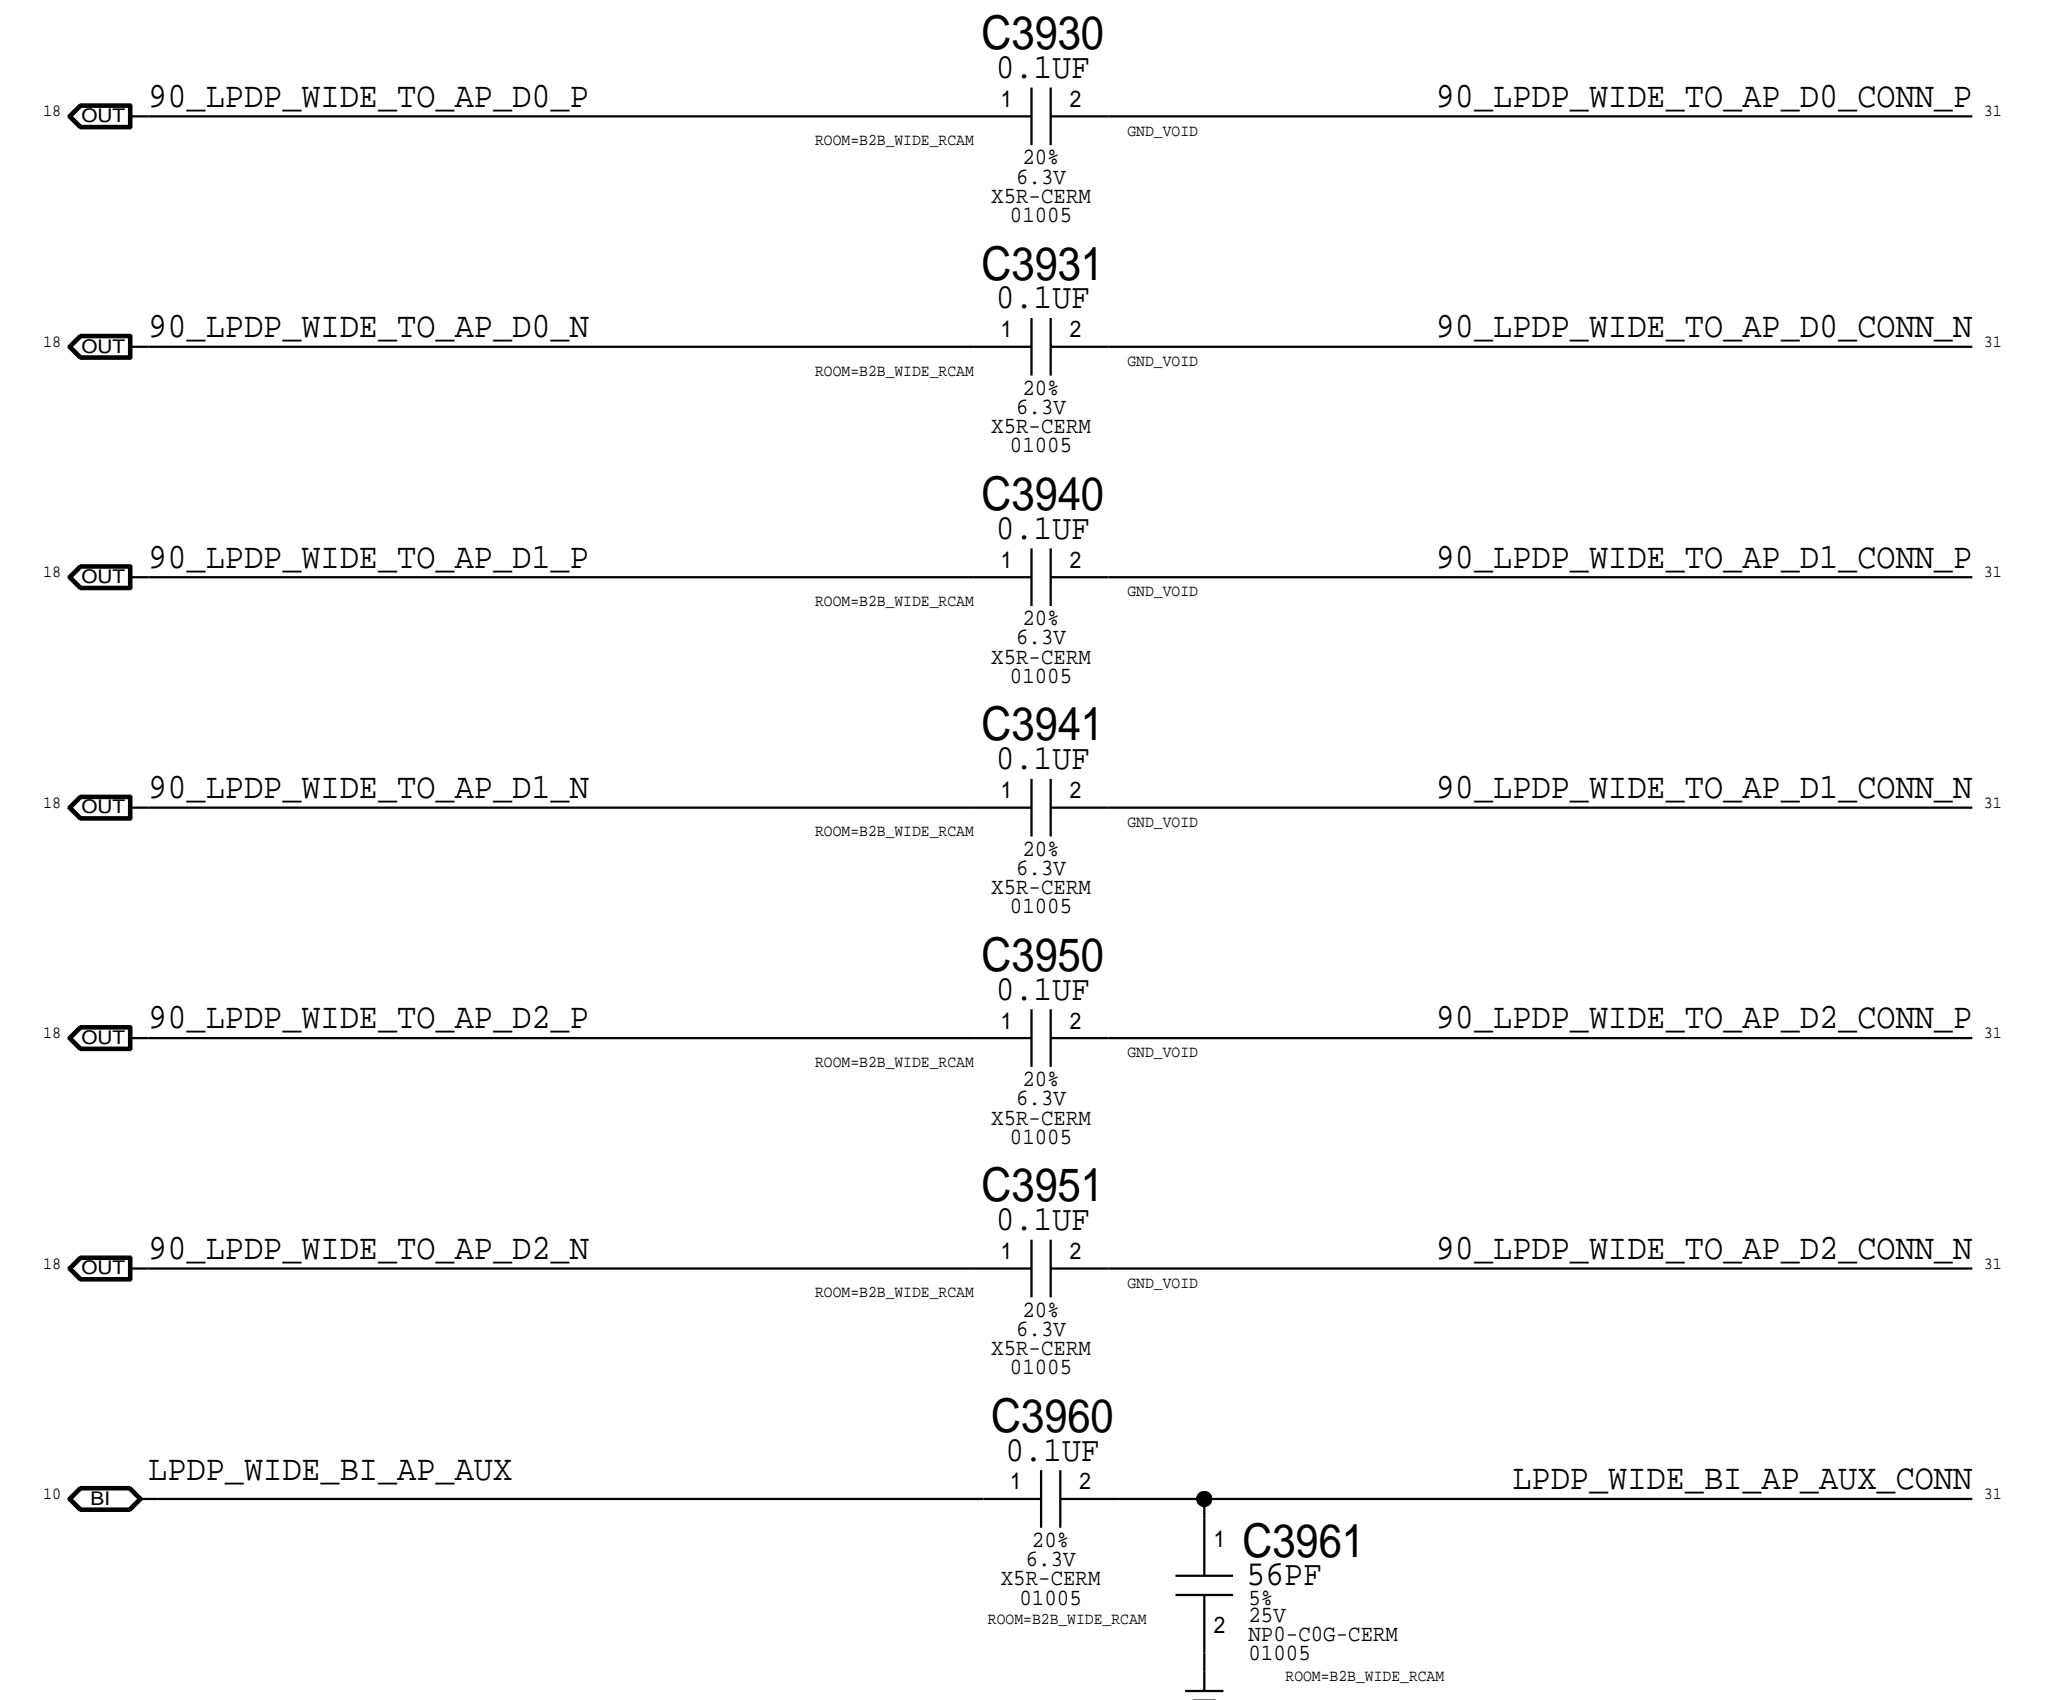 C3930
0.1UF
18 OUT 90_LPDP_WIDE_TO_AP_D0_P 1 2 90_LPDP_WIDE_TO_AP_D0_CONN_P 31
ROOM=B2B_WIDE_RCAM GND_VOID
20%
6.3V
X5R-CERM
01005
C3931
0.1UF
18 OUT 90_LPDP_WIDE_TO_AP_D0_N 1 2 90_LPDP_WIDE_TO_AP_D0_CONN_N 31
ROOM=B2B_WIDE_RCAM GND_VOID
20%
6.3V
X5R-CERM
01005
C3940
0.1UF
18 OUT 90_LPDP_WIDE_TO_AP_D1_P 1 2 90_LPDP_WIDE_TO_AP_D1_CONN_P 31
ROOM=B2B_WIDE_RCAM GND_VOID
20%
6.3V
X5R-CERM
01005
C3941
0.1UF
18 OUT 90_LPDP_WIDE_TO_AP_D1_N 1 2 90_LPDP_WIDE_TO_AP_D1_CONN_N 31
ROOM=B2B_WIDE_RCAM GND_VOID
20%
6.3V
X5R-CERM
01005
C3950
0.1UF
18 OUT 90_LPDP_WIDE_TO_AP_D2_P 1 2 90_LPDP_WIDE_TO_AP_D2_CONN_P 31
ROOM=B2B_WIDE_RCAM GND_VOID
20%
6.3V
X5R-CERM
01005
C3951
0.1UF
18 OUT 90_LPDP_WIDE_TO_AP_D2_N 1 2 90_LPDP_WIDE_TO_AP_D2_CONN_N 31
ROOM=B2B_WIDE_RCAM GND_VOID
20%
6.3V
X5R-CERM
01005
C3960
0.1UF
10 BI LPDP_WIDE_BI_AP_AUX 1 2 LPDP_WIDE_BI_AP_AUX_CONN 31
20%
6.3V
X5R-CERM
01005
ROOM=B2B_WIDE_RCAM
1 C3961
56PF
5%
25V
2 NP0-C0G-CERM
01005
ROOM=B2B_WIDE_RCAM